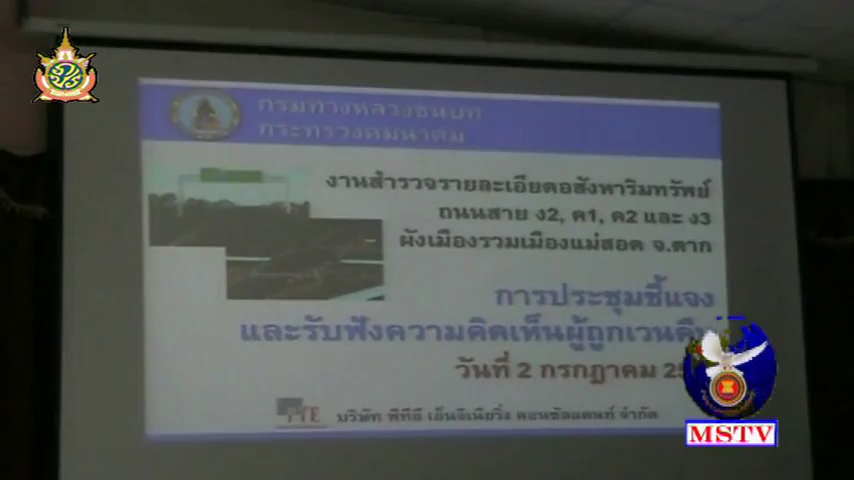 กรมทางหลวงชนบท
กระทรวงคมนาคม
งานสำรวจรายละเอียดอสังหาริมทรัพย์
ถนนสาย ง2, ค1, ค2 และ ง3
ผังเมืองรวมเมืองแม่สอด จ.ตาก
การประชุมชี้แจง
และรับฟังความคิดเห็นผู้ถูกเวนคืน
วันที่ 2 กรกฎาคม 25
PTE บริษัท พีทีอี เอ็นจิเนียริ่ง คอนซัลแตนท์ จำกัด
MSTV